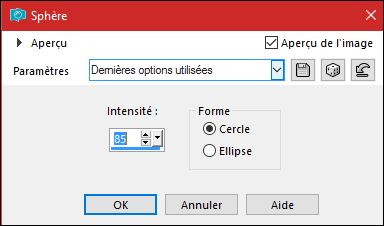 Sphère
Aperçu
Aperçu de l'image
Paramètres
Dernières options utilisées
Intensité :
85
Forme
Cercle
Ellipse
OK
Annuler
Aide